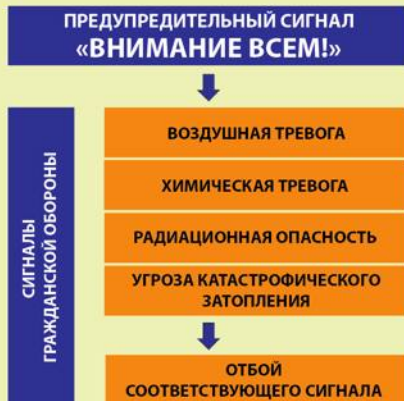 ПРЕДУПРЕДИТЕЛЬНЫЙ СИГНАЛ
«ВНИМАНИЕ ВСЕМ!»
СИГНАЛЫ
ГРАЖДАНСКОЙ ОБОРОНЫ
ВОЗДУШНАЯ ТРЕВОГА
ХИМИЧЕСКАЯ ТРЕВОГА
РАДИАЦИОННАЯ ОПАСНОСТЬ
УГРОЗА КАТАСТРОФИЧЕСКОГО
ЗАТОПЛЕНИЯ
ОТБОЙ
СООТВЕТСТВУЮЩЕГО СИГНАЛА